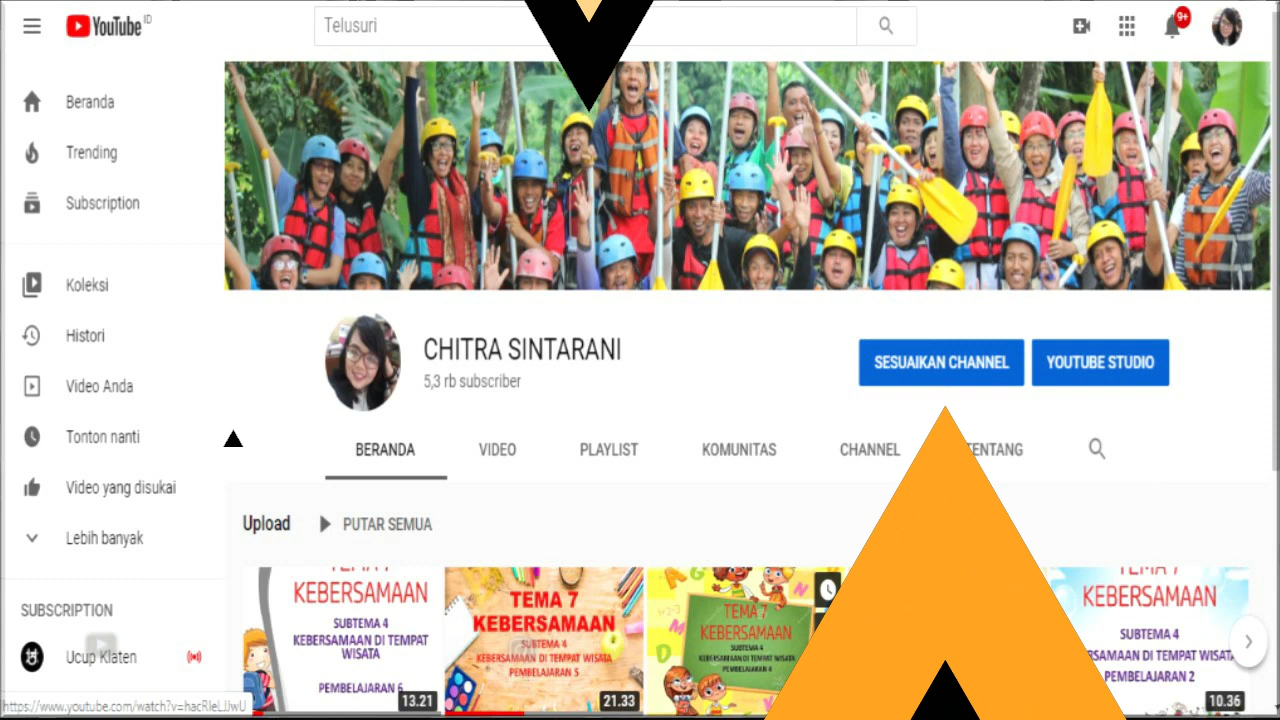 YouTube ID
Telusuri
9+
Beranda
Trending
Subscription
Koleksi
Histori
Video Anda
Tonton nanti
Video yang disukai
Lebih banyak
SUBSCRIPTION
Ucup Klaten
CHITRA SINTARANI
5,3 rb subscriber
SESUAIKAN CHANNEL
YOUTUBE STUDIO
BERANDA
VIDEO
PLAYLIST
KOMUNITAS
CHANNEL
TENTANG
Upload
PUTAR SEMUA
TEMA 7
KEBERSAMAAN
SUBTEMA 4
KEBERSAMAAN DI TEMPAT
WISATA
PEMBELAJARAN 6
13.21
TEMA 7
KEBERSAMAAN
SUBTEMA 4
KEBERSAMAAN DI TEMPAT WISATA
PEMBELAJARAN 5
21.33
TEMA 7
KEBERSAMAAN
SUBTEMA 4
KEBERSAMAAN DI TEMPAT WISATA
PEMBELAJARAN 4
TEMA 7
KEBERSAMAAN
SUBTEMA 4
RSAMAAN DI TEMPAT WISATA
PEMBELAJARAN 2
10.36